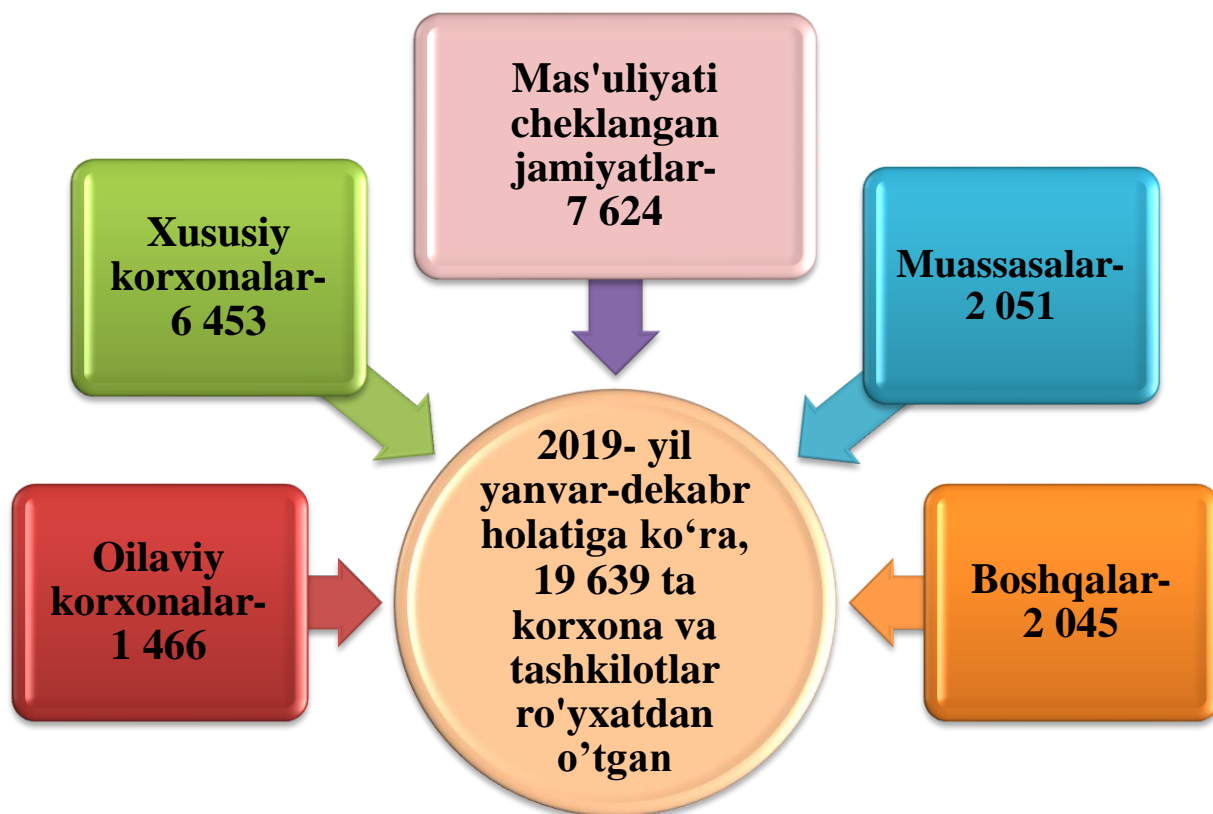 Mas'uliyati
cheklangan
jamiyatlar-
7 624
Xususiy
korxonalar-
6 453
Muassasalar-
2 051
Oilaviy
korxonalar-
1 466
2019- yil
yanvar-dekabr
holatiga ko‘ra,
19 639 ta
korxona va
tashkilotlar
ro'yxatdan
o’tgan
Boshqalar-
2 045